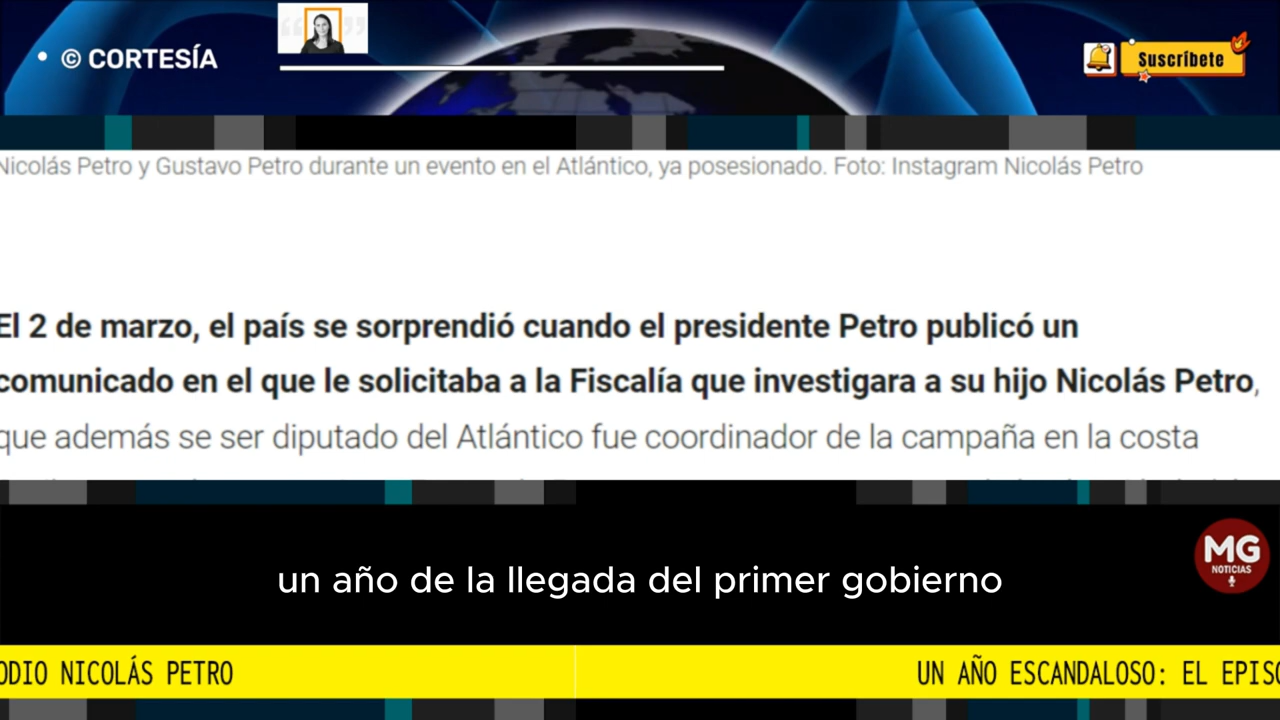 © CORTESÍA
Suscríbete
Nicolás Petro y Gustavo Petro durante un evento en el Atlántico, ya posesionado. Foto: Instagram Nicolás Petro
El 2 de marzo, el país se sorprendió cuando el presidente Petro publicó un
comunicado en el que le solicitaba a la Fiscalía que investigara a su hijo Nicolás Petro,
que además se ser diputado del Atlántico fue coordinador de la campaña en la costa
MG
NOTICIAS
un año de la llegada del primer gobierno
ODIO NICOLÁS PETRO
UN AÑO ESCANDALOSO: EL EPISO